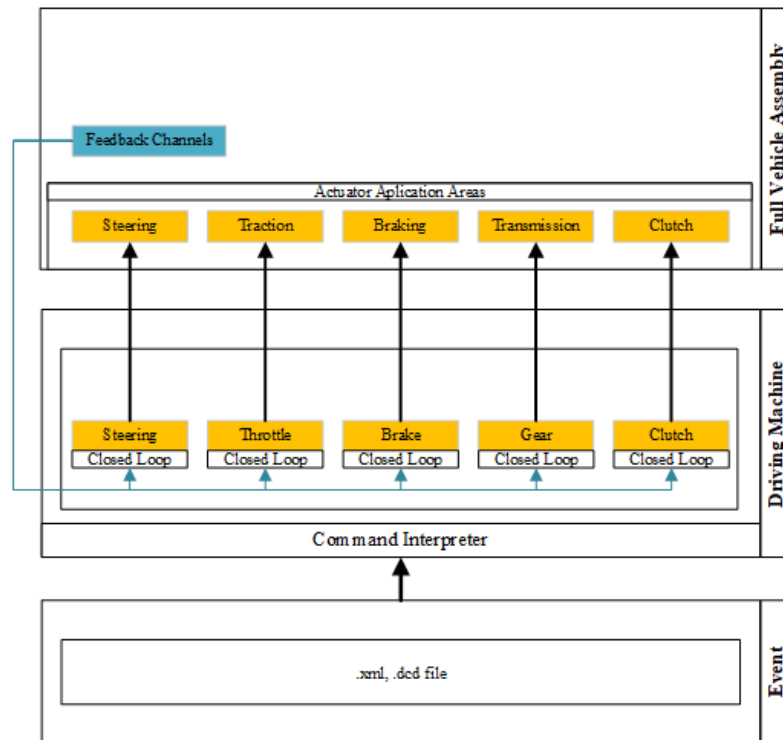 Full Vehicle Assembly
Feedback Channels
Actuator Aplication Areas
Steering Traction Braking Transmission Clutch
Driving Machine
Steering Throttle Brake Gear Clutch
Closed Loop Closed Loop Closed Loop Closed Loop Closed Loop
Command Interpreter
Event
.xml, .dcd file